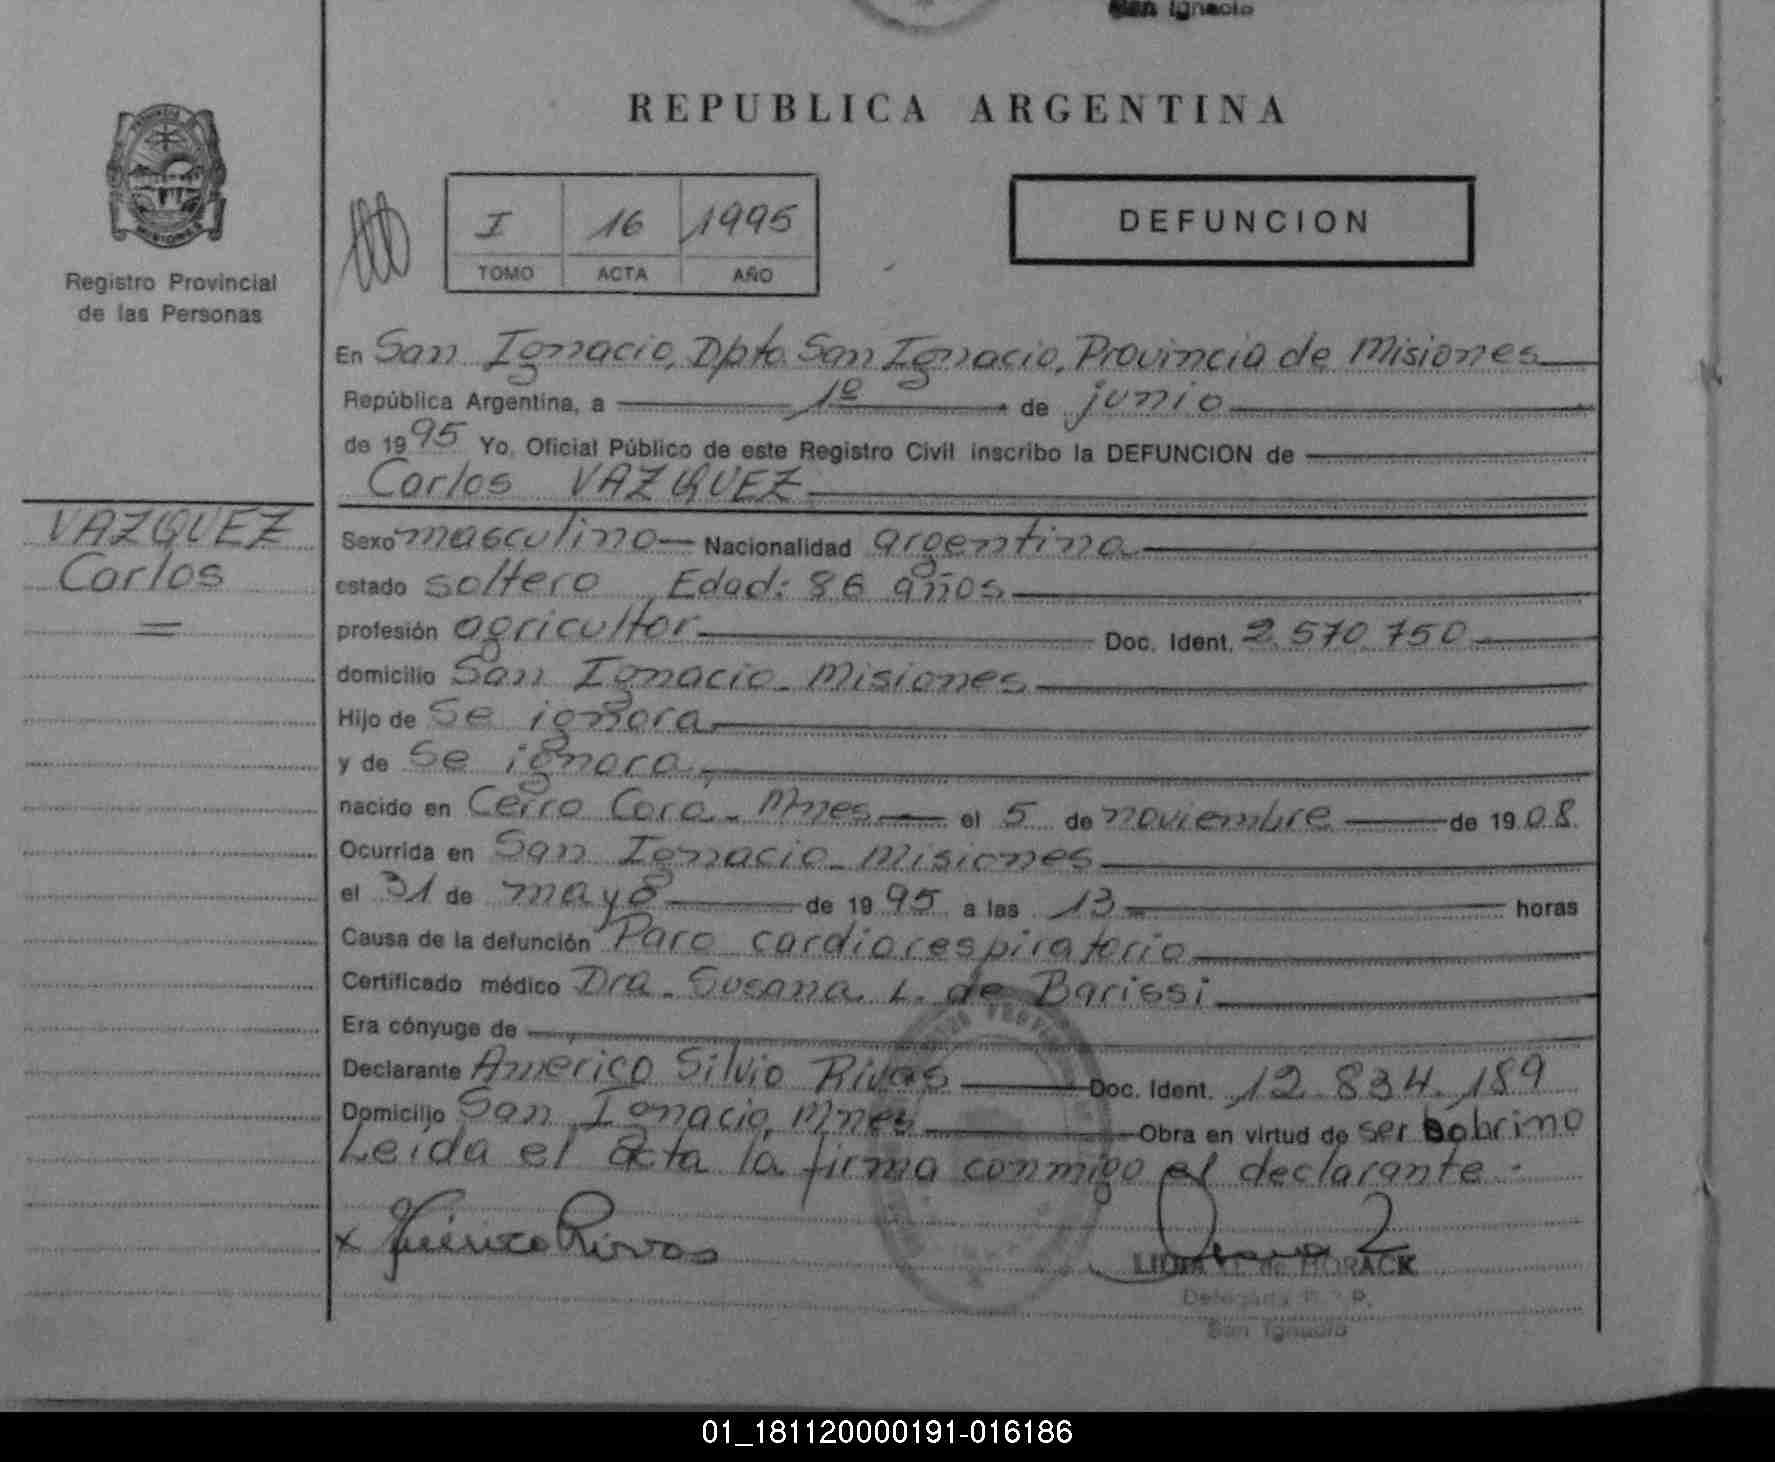 San Ignacio
REPUBLICA ARGENTINA
PROVINCIA
MISIONES
Registro Provincial
de las Personas
I 16 1995
TOMO ACTA AÑO
DEFUNCION
En San Ignacio, Dpto. San Ignacio, Provincia de Misiones
República Argentina, a 1º de junio
de 1995 Yo, Oficial Público de este Registro Civil inscribo la DEFUNCION de
Carlos VAZQUEZ
VAZQUEZ
Carlos
Sexo masculino Nacionalidad argentina
estado soltero Edad: 86 años
profesión agricultor Doc. Ident. 2.570.750
domicilio San Ignacio - Misiones
Hijo de Se ignora
y de Se ignora
nacido en Cerro Cora - Mnes el 5 de noviembre de 1908
Ocurrida en San Ignacio - Misiones
el 31 de mayo de 1995 a las 13 horas
Causa de la defunción Paro cardiorespiratorio
Certificado médico Dra. Susana L. de Barissi
Era cónyuge de
Declarante Americo Silvio Rivas Doc. Ident. 12.834.189
Domicilio San Ignacio, Mnes Obra en virtud de ser sobrino
Leida el acta la firma conmigo el declarante.
x Américo Rivas
de HORACK
Delegada R. P.
San Ignacio
01_181120000191-016186